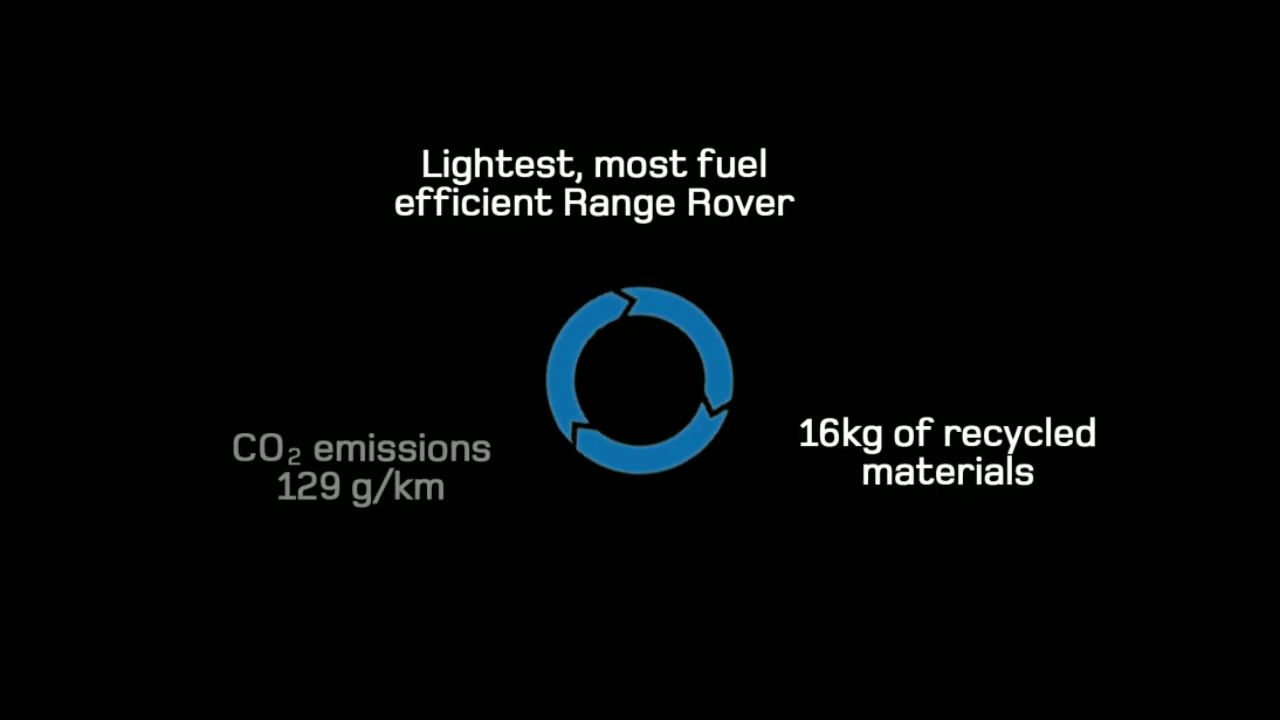 Lightest, most fuel
efficient Range Rover
16kg of recycled
materials
CO₂ emissions
129 g/km